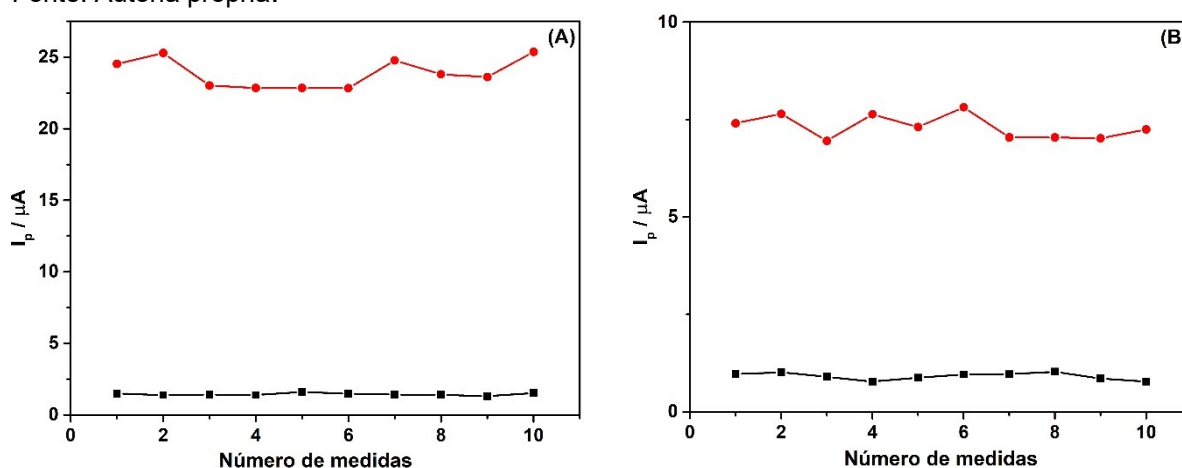 Fonte: Autoria própria.
(A)
25
20
15
10
5
0
0 2 4 6 8 10
I_p / µA
Número de medidas
(B)
10
5
0
0 2 4 6 8 10
I_p / µA
Número de medidas